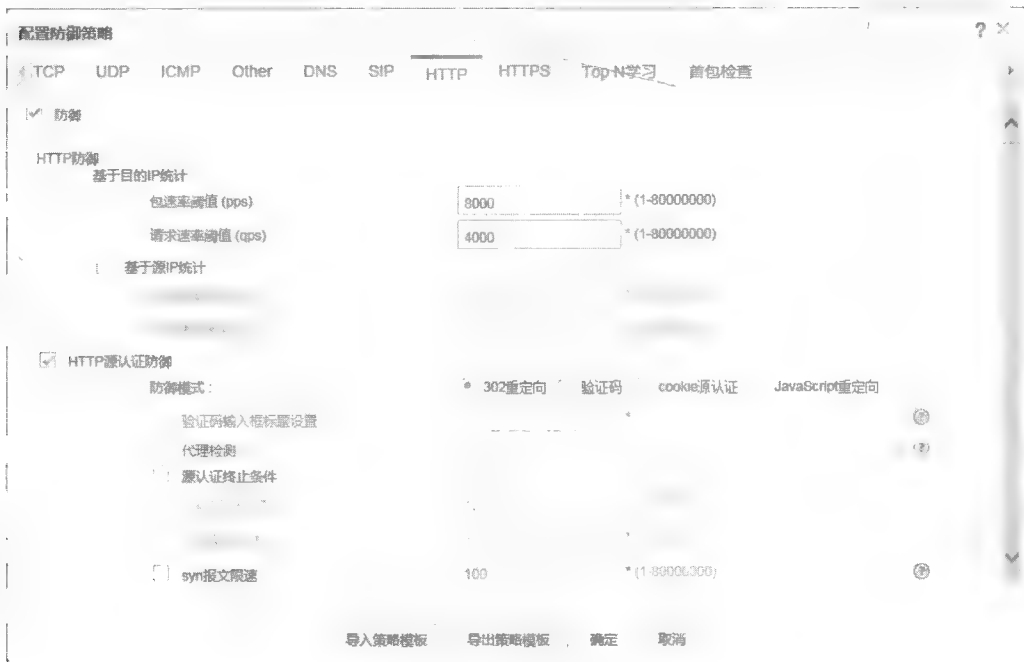 配置防御策略 ? ×
TCP UDP ICMP Other DNS SIP HTTP HTTPS Top N学习 首包检查
防御
HTTP防御
基于目的IP统计
包速率阈值 (pps) 8000 * (1-80000000)
请求速率阈值 (qps) 4000 * (1-80000000)
基于源IP统计
HTTP源认证防御
防御模式: 302重定向 验证码 cookie源认证 JavaScript重定向
验证码输入框标题设置 * ?
代理检测 ?
源认证终止条件
syn报文限速 100 * (1-80000000) ?
导入策略模板 导出策略模板 确定 取消